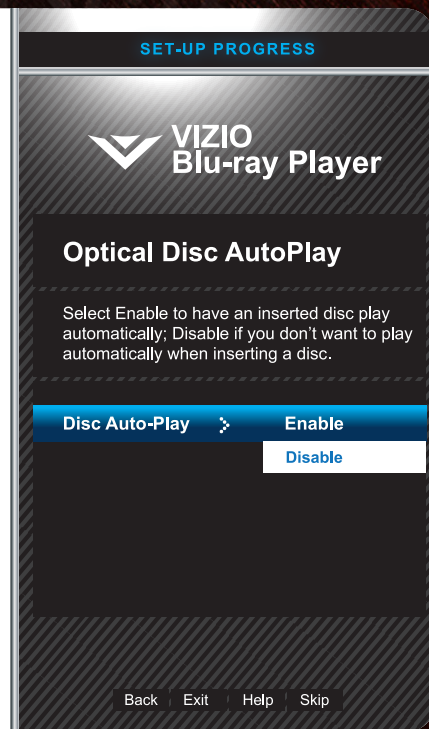 SET-UP PROGRESS
VIZIO
Blu-ray Player
Optical Disc AutoPlay
Select Enable to have an inserted disc play
automatically; Disable if you don't want to play
automatically when inserting a disc.
Disc Auto-Play Enable
Disable
Back Exit Help Skip